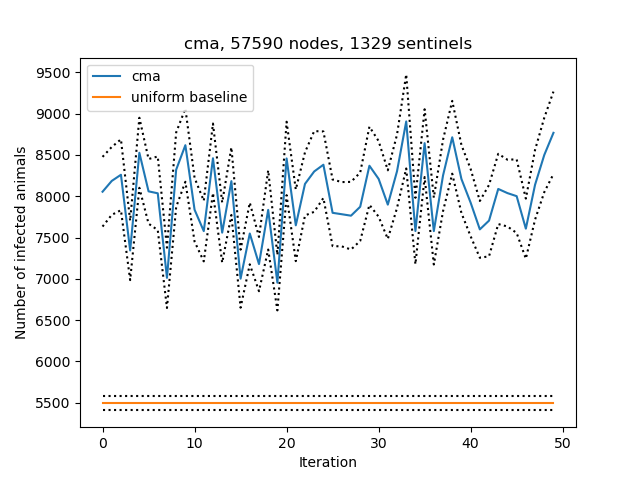 cma, 57590 nodes, 1329 sentinels
cma
uniform baseline
Number of infected animals
9500
9000
8500
8000
7500
7000
6500
6000
5500
0 10 20 30 40 50
Iteration